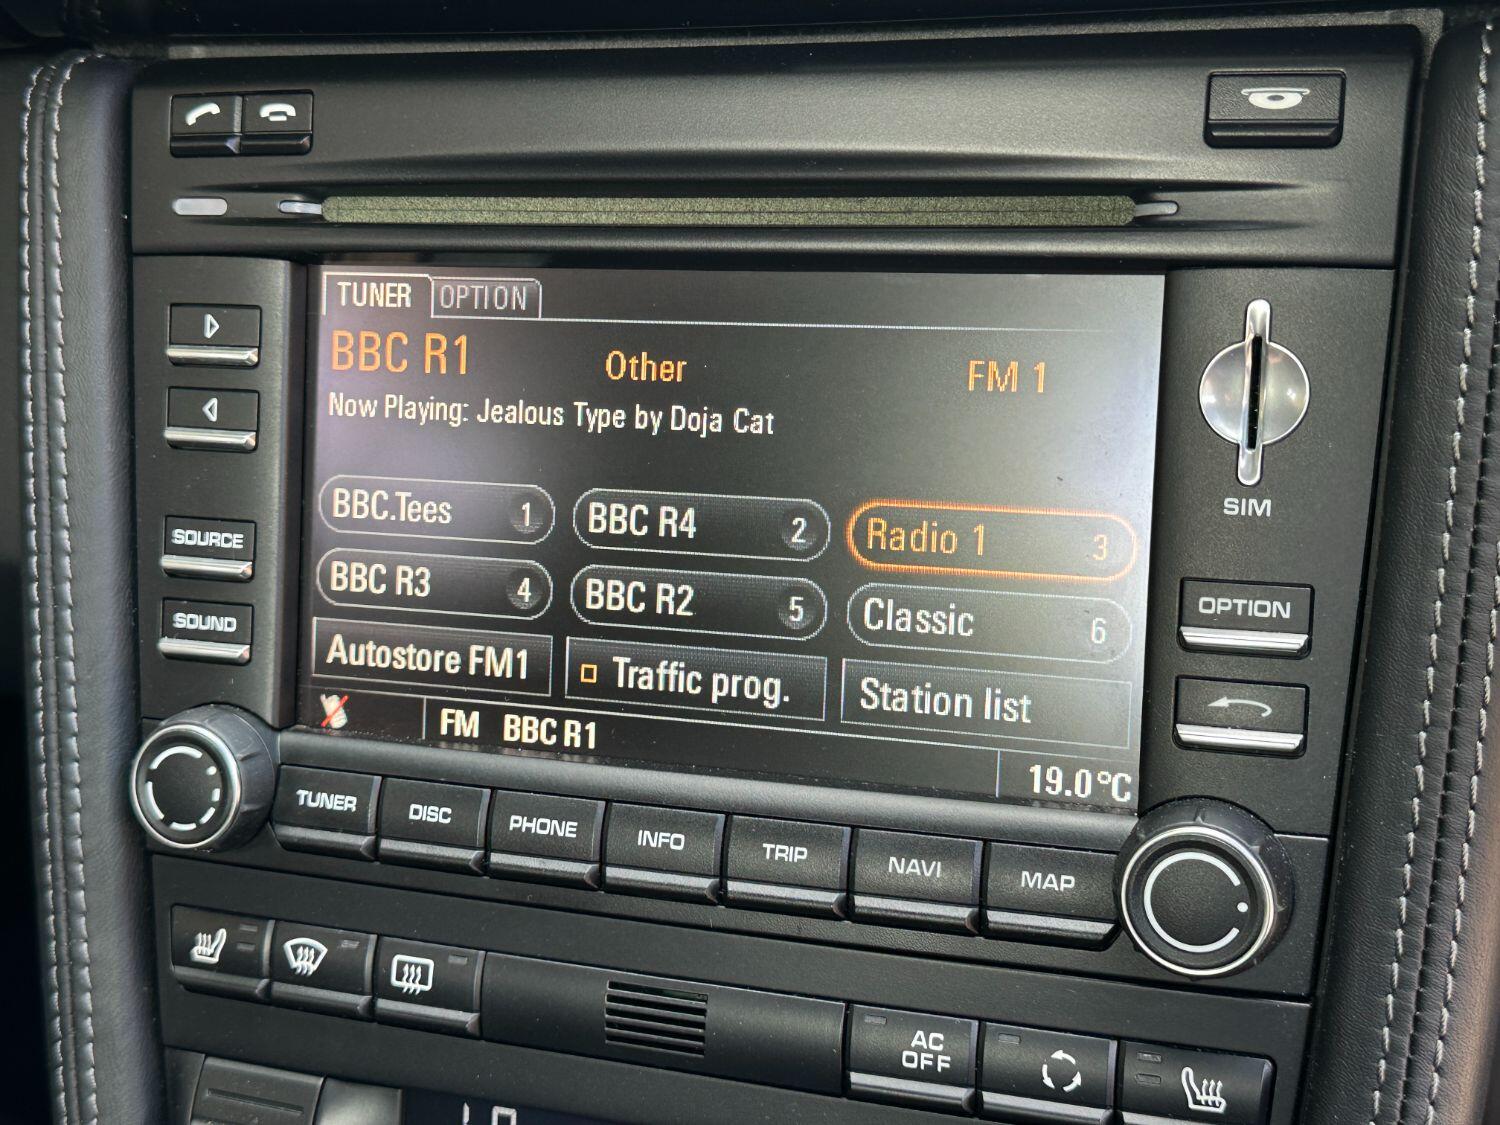 TUNER OPTION
BBC R1 Other FM 1
Now Playing: Jealous Type by Doja Cat
BBC.Tees 1 BBC R4 2 Radio 1 3
BBC R3 4 BBC R2 5 Classic 6
Autostore FM1 Traffic prog. Station list
FM BBC R1
19.0°C
SOURCE
SOUND
SIM
OPTION
TUNER DISC PHONE INFO TRIP NAVI MAP
AC
OFF